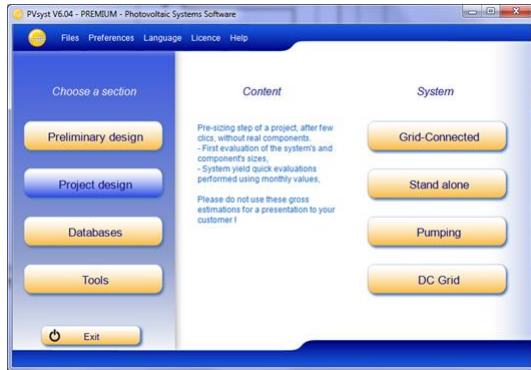 PVsyst V6.04 - PREMIUM - Photovoltaic Systems Software
Files Preferences Language Licence Help
Choose a section
Preliminary design
Project design
Databases
Tools
Exit
Content
Pre-sizing step of a project, after few
clics, without real components.
- First evaluation of the system's and
component's sizes,
- System yield quick evaluations
performed using monthly values,
Please do not use these gross
estimations for a presentation to your
customer !
System
Grid-Connected
Stand alone
Pumping
DC Grid